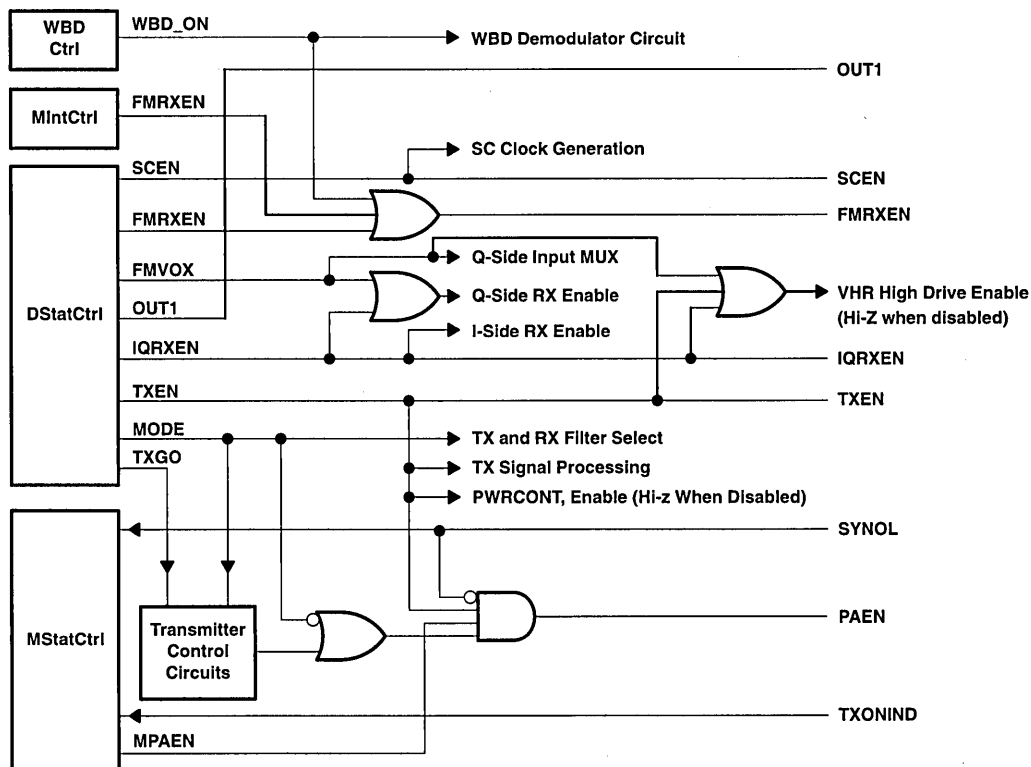 WBD
Ctrl
WBD_ON
WBD Demodulator Circuit
OUT1
MIntCtrl
FMRXEN
SC Clock Generation
SCEN
SCEN
FMRXEN
FMRXEN
DStatCtrl
FMVOX
Q-Side Input MUX
OUT1
Q-Side RX Enable
VHR High Drive Enable
(Hi-Z when disabled)
I-Side RX Enable
IQRXEN
IQRXEN
TXEN
TXEN
MODE
TX and RX Filter Select
TXGO
TX Signal Processing
PWRCONT, Enable (Hi-z When Disabled)
SYNOL
MStatCtrl
Transmitter
Control
Circuits
PAEN
TXONIND
MPAEN